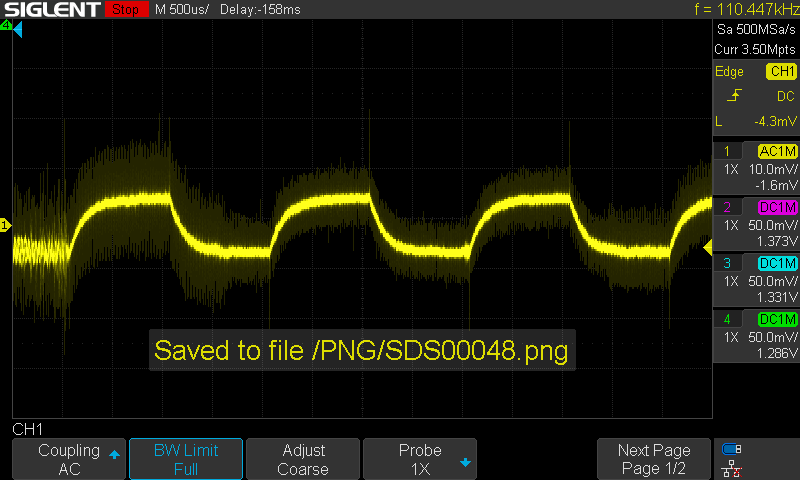 SIGLENT Stop M 500us/ Delay:-158ms f = 110.447kHz
Sa 500MSa/s
Curr 3.50Mpts
Edge CH1
DC
L -4.3mV
1 AC1M
1X 10.0mV/
-1.6mV
2 DC1M
1X 50.0mV/
1.373V
3 DC1M
1X 50.0mV/
1.331V
4 DC1M
1X 50.0mV/
1.286V
4
1
Saved to file /PNG/SDS00048.png
CH1
Coupling BW Limit Adjust Probe Next Page
AC Full Coarse 1X Page 1/2